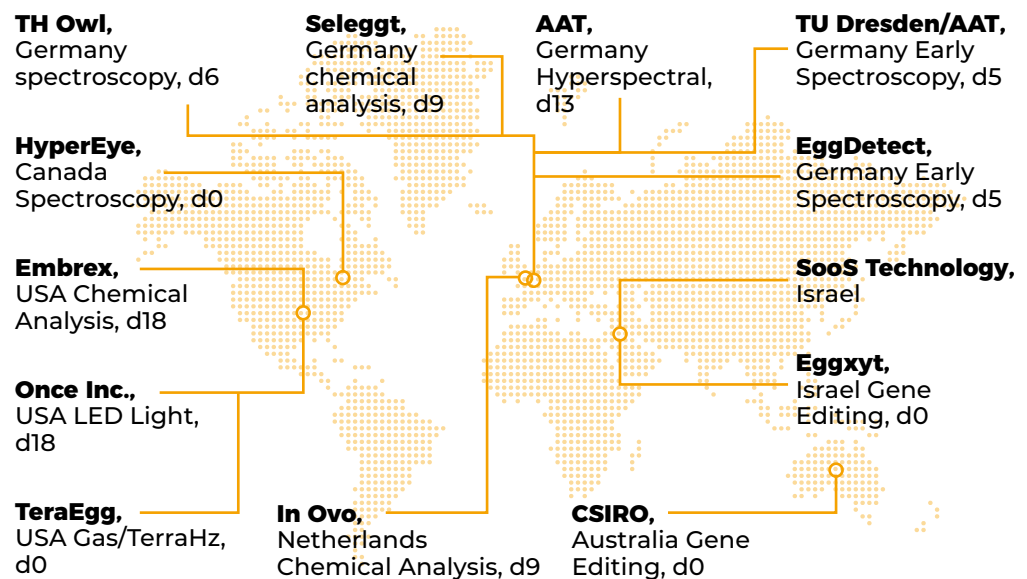 TH Owl,
Germany
spectroscopy, d6
Seleggt,
Germany
chemical
analysis, d9
AAT,
Germany
Hyperspectral,
d13
TU Dresden/AAT,
Germany Early
Spectroscopy, d5
HyperEye,
Canada
Spectroscopy, d0
EggDetect,
Germany Early
Spectroscopy, d5
Embrex,
USA Chemical
Analysis, d18
SooS Technology,
Israel
Once Inc.,
USA LED Light,
d18
Eggxyt,
Israel Gene
Editing, d0
TeraEgg,
USA Gas/TerraHz,
d0
In Ovo,
Netherlands
Chemical Analysis, d9
CSIRO,
Australia Gene
Editing, d0